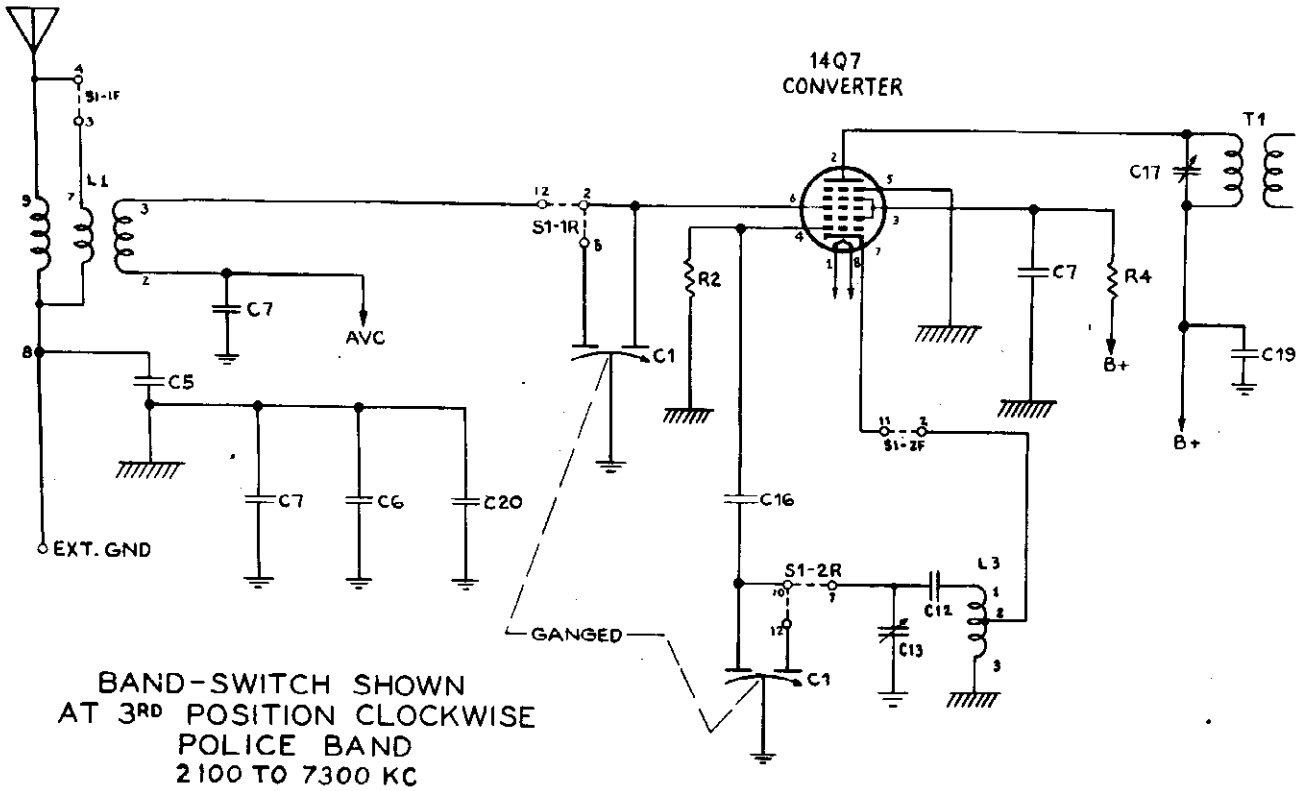 14Q7
CONVERTER
4
S1-1F
3
9
7
L1
3
2
C7
AVC
8
C5
C7
C6
C20
EXT. GND
12
2
S1-1R
8
C1
R2
2
5
6
3
4
7
1
8
C7
R4
B+
T1
C17
C19
B+
11
2
S1-2F
C16
S1-2R
10
7
12
C12
C13
L3
1
2
3
C1
GANGED
BAND-SWITCH SHOWN
AT 3RD POSITION CLOCKWISE
POLICE BAND
2100 TO 7300 KC